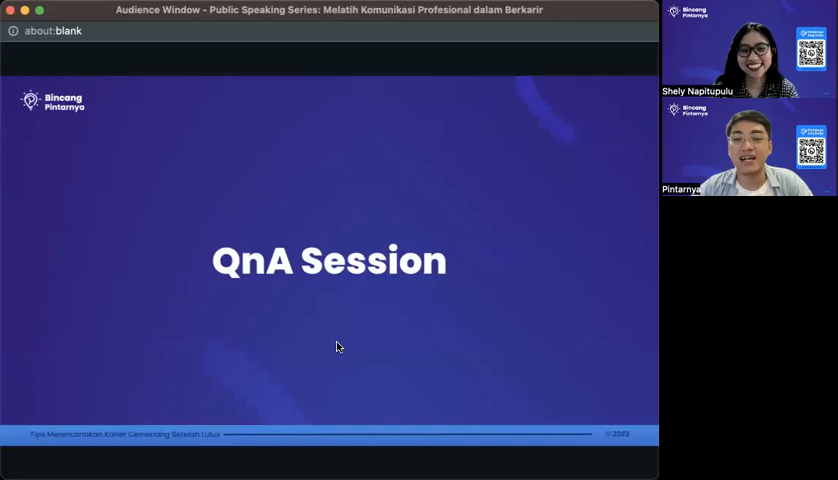 Audience Window - Public Speaking Series: Melatih Komunikasi Profesional dalam Berkarir
about:blank
Bincang
Pintarnya
QnA Session
Tips Merencanakan Karier Cemerlang Setelah Lulus
2023
Bincang
Pintarnya
Shely Napitupulu
Bincang
Pintarnya
Pintarnya